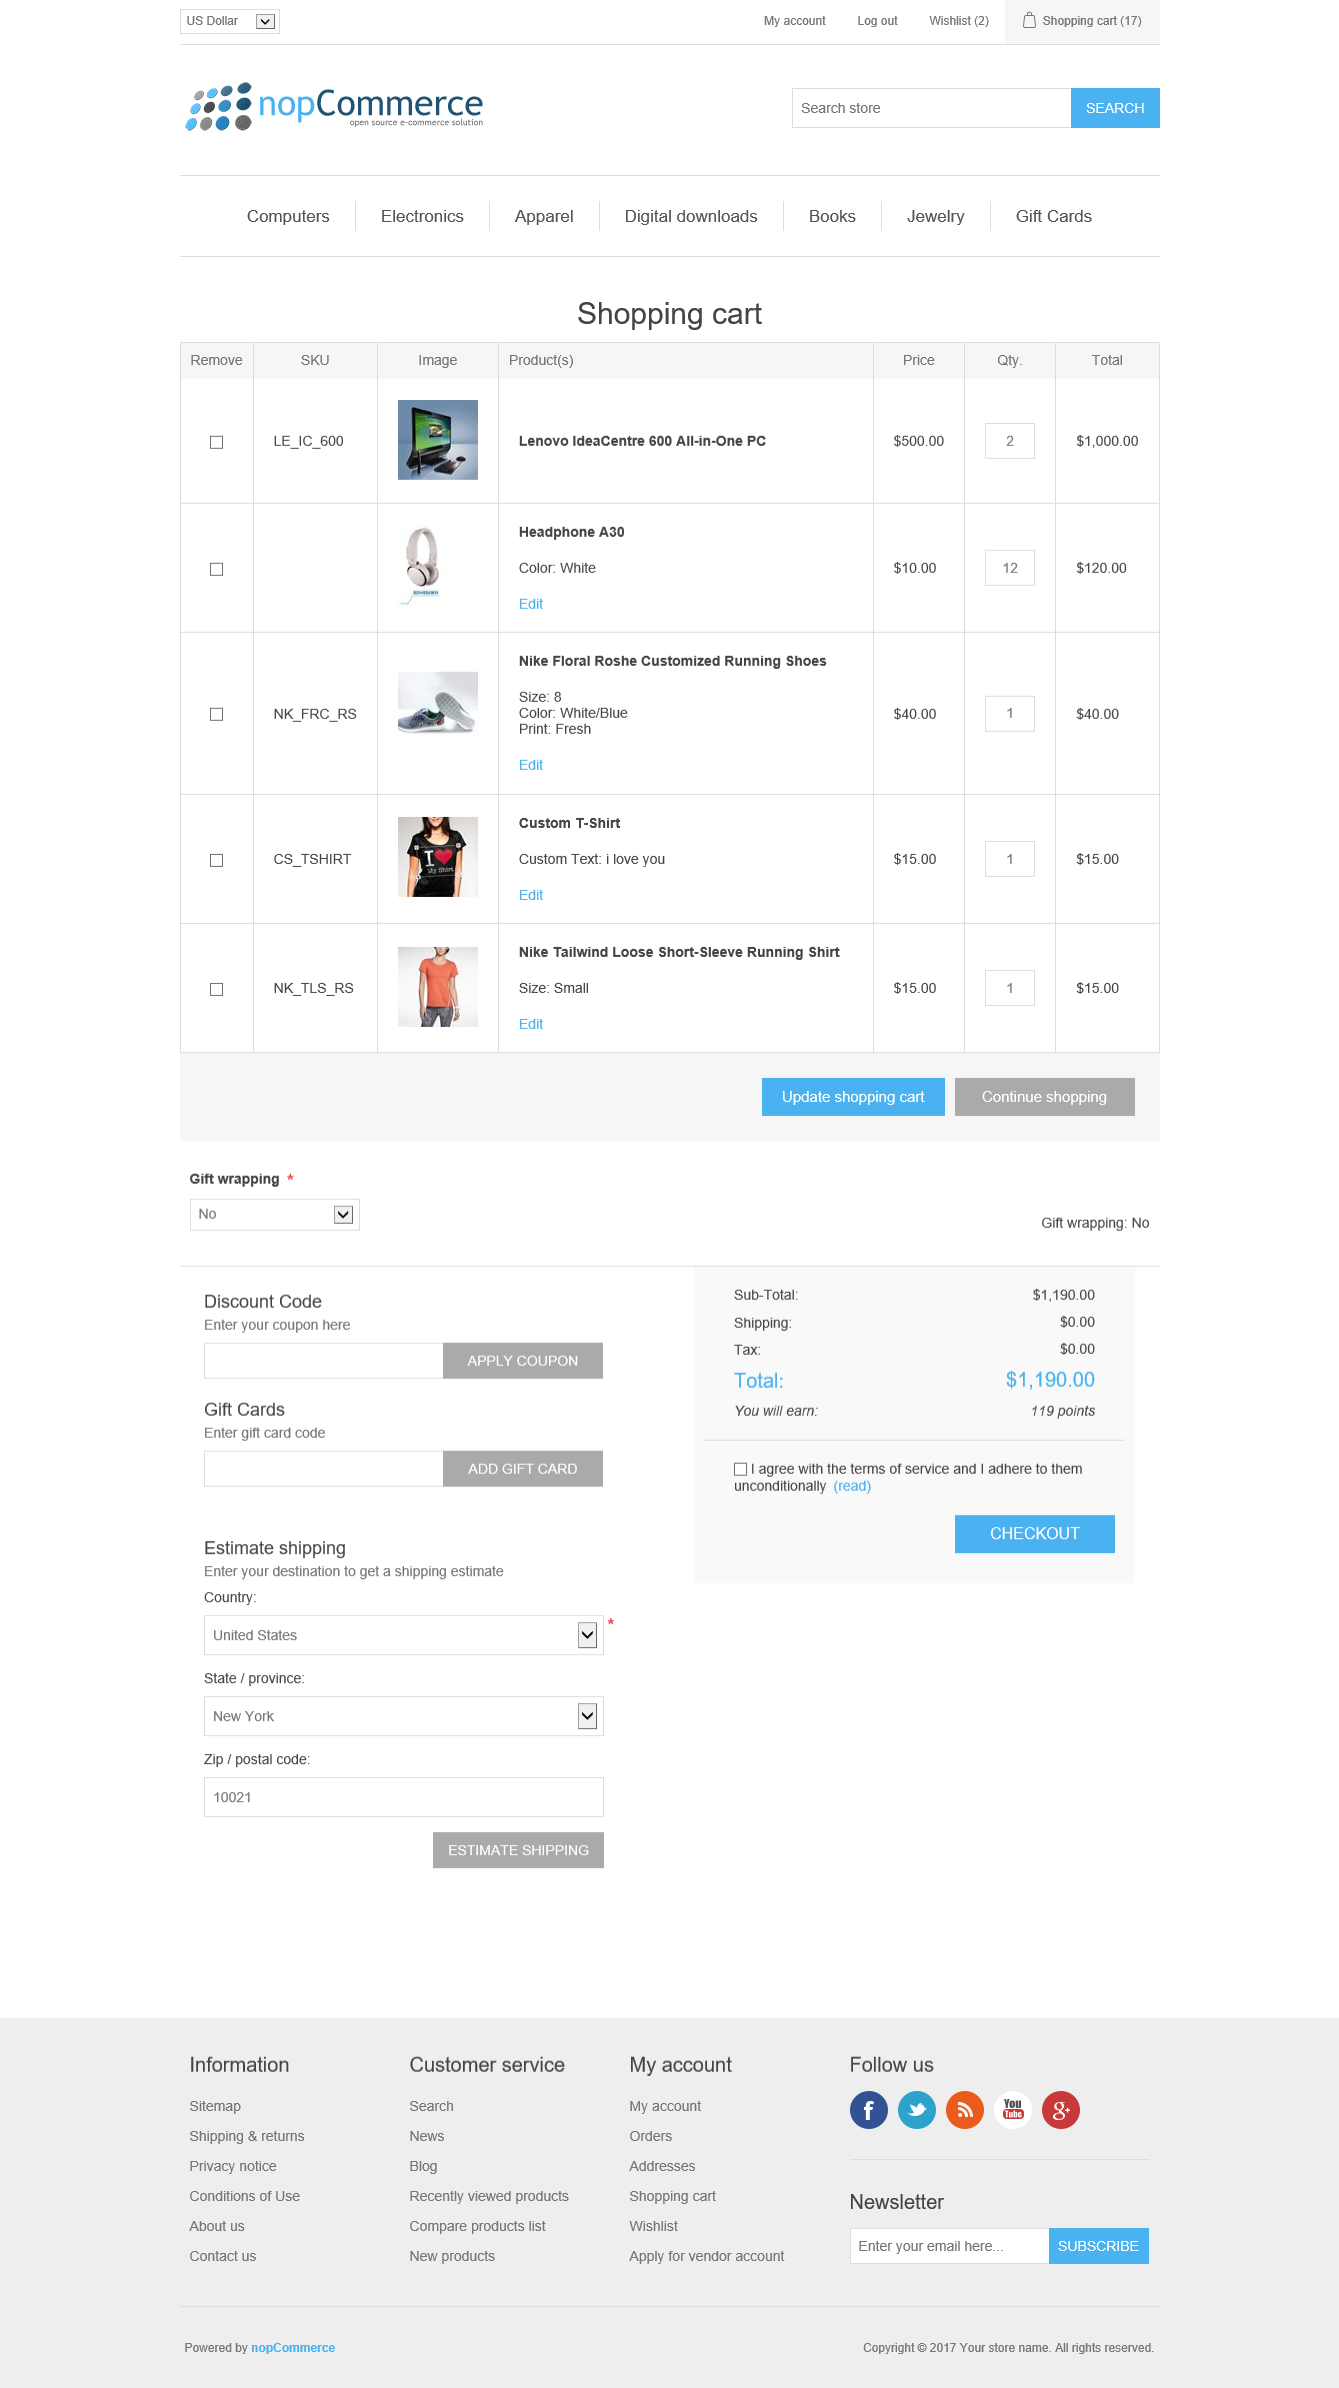 US Dollar
My account
Log out
Wishlist (2)
Shopping cart (17)
nopCommerce
open source e-commerce solution
Search store
SEARCH
Computers
Electronics
Apparel
Digital downloads
Books
Jewelry
Gift Cards
Shopping cart
Remove SKU Image Product(s) Price Qty. Total
LE_IC_600 Lenovo IdeaCentre 600 All-in-One PC $500.00 2 $1,000.00
Headphone A30
Color: White
Edit
$10.00 12 $120.00
Nike Floral Roshe Customized Running Shoes
Size: 8
Color: White/Blue
Print: Fresh
Edit
NK_FRC_RS $40.00 1 $40.00
Custom T-Shirt
Custom Text: i love you
Edit
CS_TSHIRT $15.00 1 $15.00
I
My Shirt
Nike Tailwind Loose Short-Sleeve Running Shirt
Size: Small
Edit
NK_TLS_RS $15.00 1 $15.00
Update shopping cart
Continue shopping
Gift wrapping *
No
Gift wrapping: No
Discount Code
Enter your coupon here
APPLY COUPON
Gift Cards
Enter gift card code
ADD GIFT CARD
Estimate shipping
Enter your destination to get a shipping estimate
Country:
United States *
State / province:
New York
Zip / postal code:
10021
ESTIMATE SHIPPING
Sub-Total: $1,190.00
Shipping: $0.00
Tax: $0.00
Total: $1,190.00
You will earn: 119 points
I agree with the terms of service and I adhere to them
unconditionally (read)
CHECKOUT
Information
Sitemap
Shipping & returns
Privacy notice
Conditions of Use
About us
Contact us
Customer service
Search
News
Blog
Recently viewed products
Compare products list
New products
My account
My account
Orders
Addresses
Shopping cart
Wishlist
Apply for vendor account
Follow us
f
You
Tube
g+
Newsletter
Enter your email here...
SUBSCRIBE
Powered by nopCommerce
Copyright © 2017 Your store name. All rights reserved.